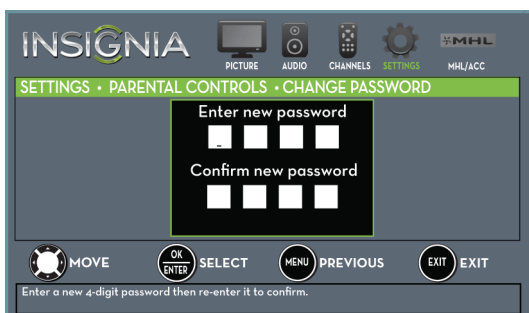 INSIGNIA
MHL
PICTURE AUDIO CHANNELS SETTINGS MHL/ACC
SETTINGS • PARENTAL CONTROLS • CHANGE PASSWORD
Enter new password
_
Confirm new password
MOVE OK ENTER SELECT MENU PREVIOUS EXIT EXIT
Enter a new 4-digit password then re-enter it to confirm.